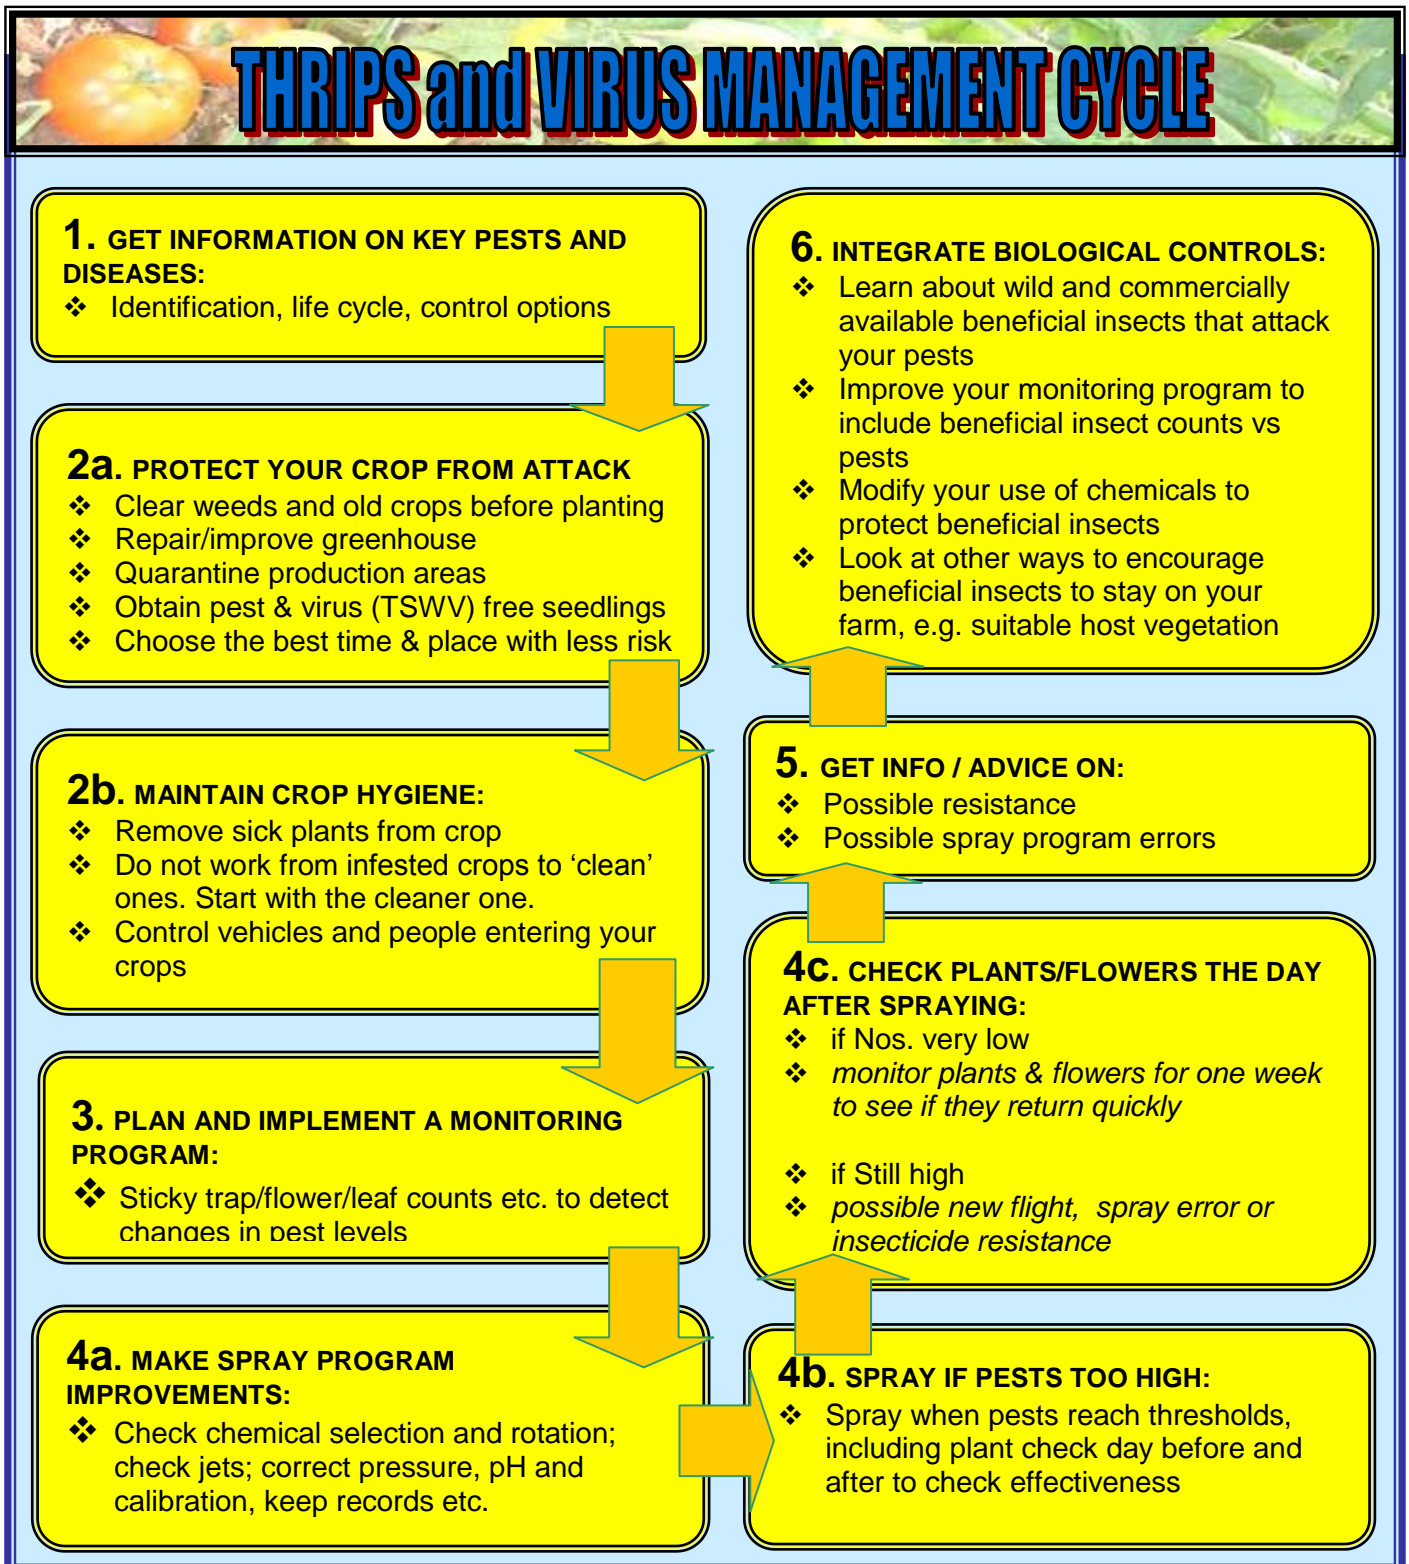 THRIPS and VIRUS MANAGEMENT CYCLE
1. GET INFORMATION ON KEY PESTS AND
DISEASES:
❖ Identification, life cycle, control options
2a. PROTECT YOUR CROP FROM ATTACK
❖ Clear weeds and old crops before planting
❖ Repair/improve greenhouse
❖ Quarantine production areas
❖ Obtain pest & virus (TSWV) free seedlings
❖ Choose the best time & place with less risk
2b. MAINTAIN CROP HYGIENE:
❖ Remove sick plants from crop
❖ Do not work from infested crops to ‘clean’
ones. Start with the cleaner one.
❖ Control vehicles and people entering your
crops
3. PLAN AND IMPLEMENT A MONITORING
PROGRAM:
❖ Sticky trap/flower/leaf counts etc. to detect
changes in pest levels
4a. MAKE SPRAY PROGRAM
IMPROVEMENTS:
❖ Check chemical selection and rotation;
check jets; correct pressure, pH and
calibration, keep records etc.
4b. SPRAY IF PESTS TOO HIGH:
❖ Spray when pests reach thresholds,
including plant check day before and
after to check effectiveness
4c. CHECK PLANTS/FLOWERS THE DAY
AFTER SPRAYING:
❖ if Nos. very low
❖ monitor plants & flowers for one week
to see if they return quickly
❖ if Still high
❖ possible new flight, spray error or
insecticide resistance
5. GET INFO / ADVICE ON:
❖ Possible resistance
❖ Possible spray program errors
6. INTEGRATE BIOLOGICAL CONTROLS:
❖ Learn about wild and commercially
available beneficial insects that attack
your pests
❖ Improve your monitoring program to
include beneficial insect counts vs
pests
❖ Modify your use of chemicals to
protect beneficial insects
❖ Look at other ways to encourage
beneficial insects to stay on your
farm, e.g. suitable host vegetation